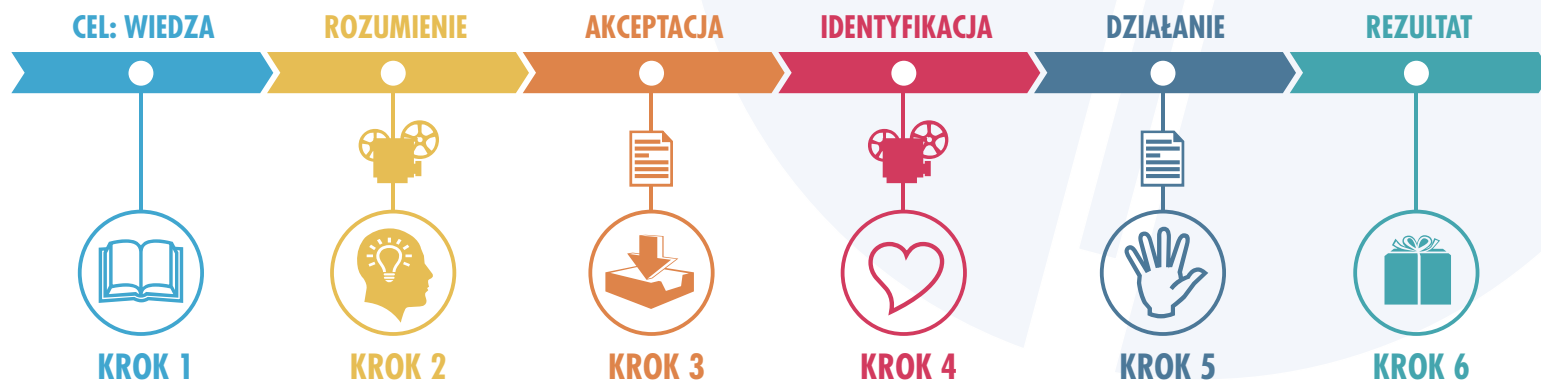 CEL: WIEDZA
ROZUMIENIE
AKCEPTACJA
IDENTYFIKACJA
DZIAŁANIE
REZULTAT
KROK 1
KROK 2
KROK 3
KROK 4
KROK 5
KROK 6